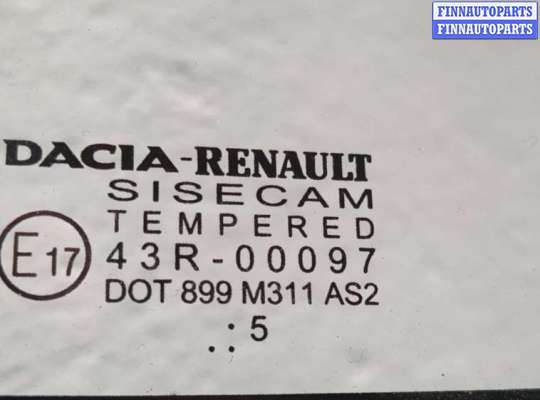 FINNAUTOPARTS
FINNAUTOPARTS
DACIA-RENAULT
SISECAM
TEMPERED
E17 43R-00097
DOT 899 M311 AS2
.:5
..